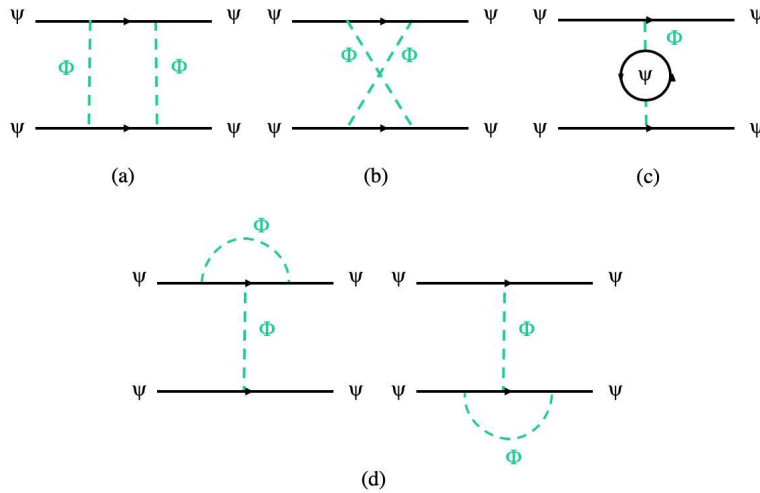 Ψ Ψ Ψ Ψ Ψ Ψ
Φ Φ Φ Φ Φ
Ψ
Ψ Ψ Ψ Ψ Ψ Ψ
(a) (b) (c)
Φ
Ψ Ψ Ψ Ψ
Φ Φ
Ψ Ψ Ψ Ψ
Φ
(d)